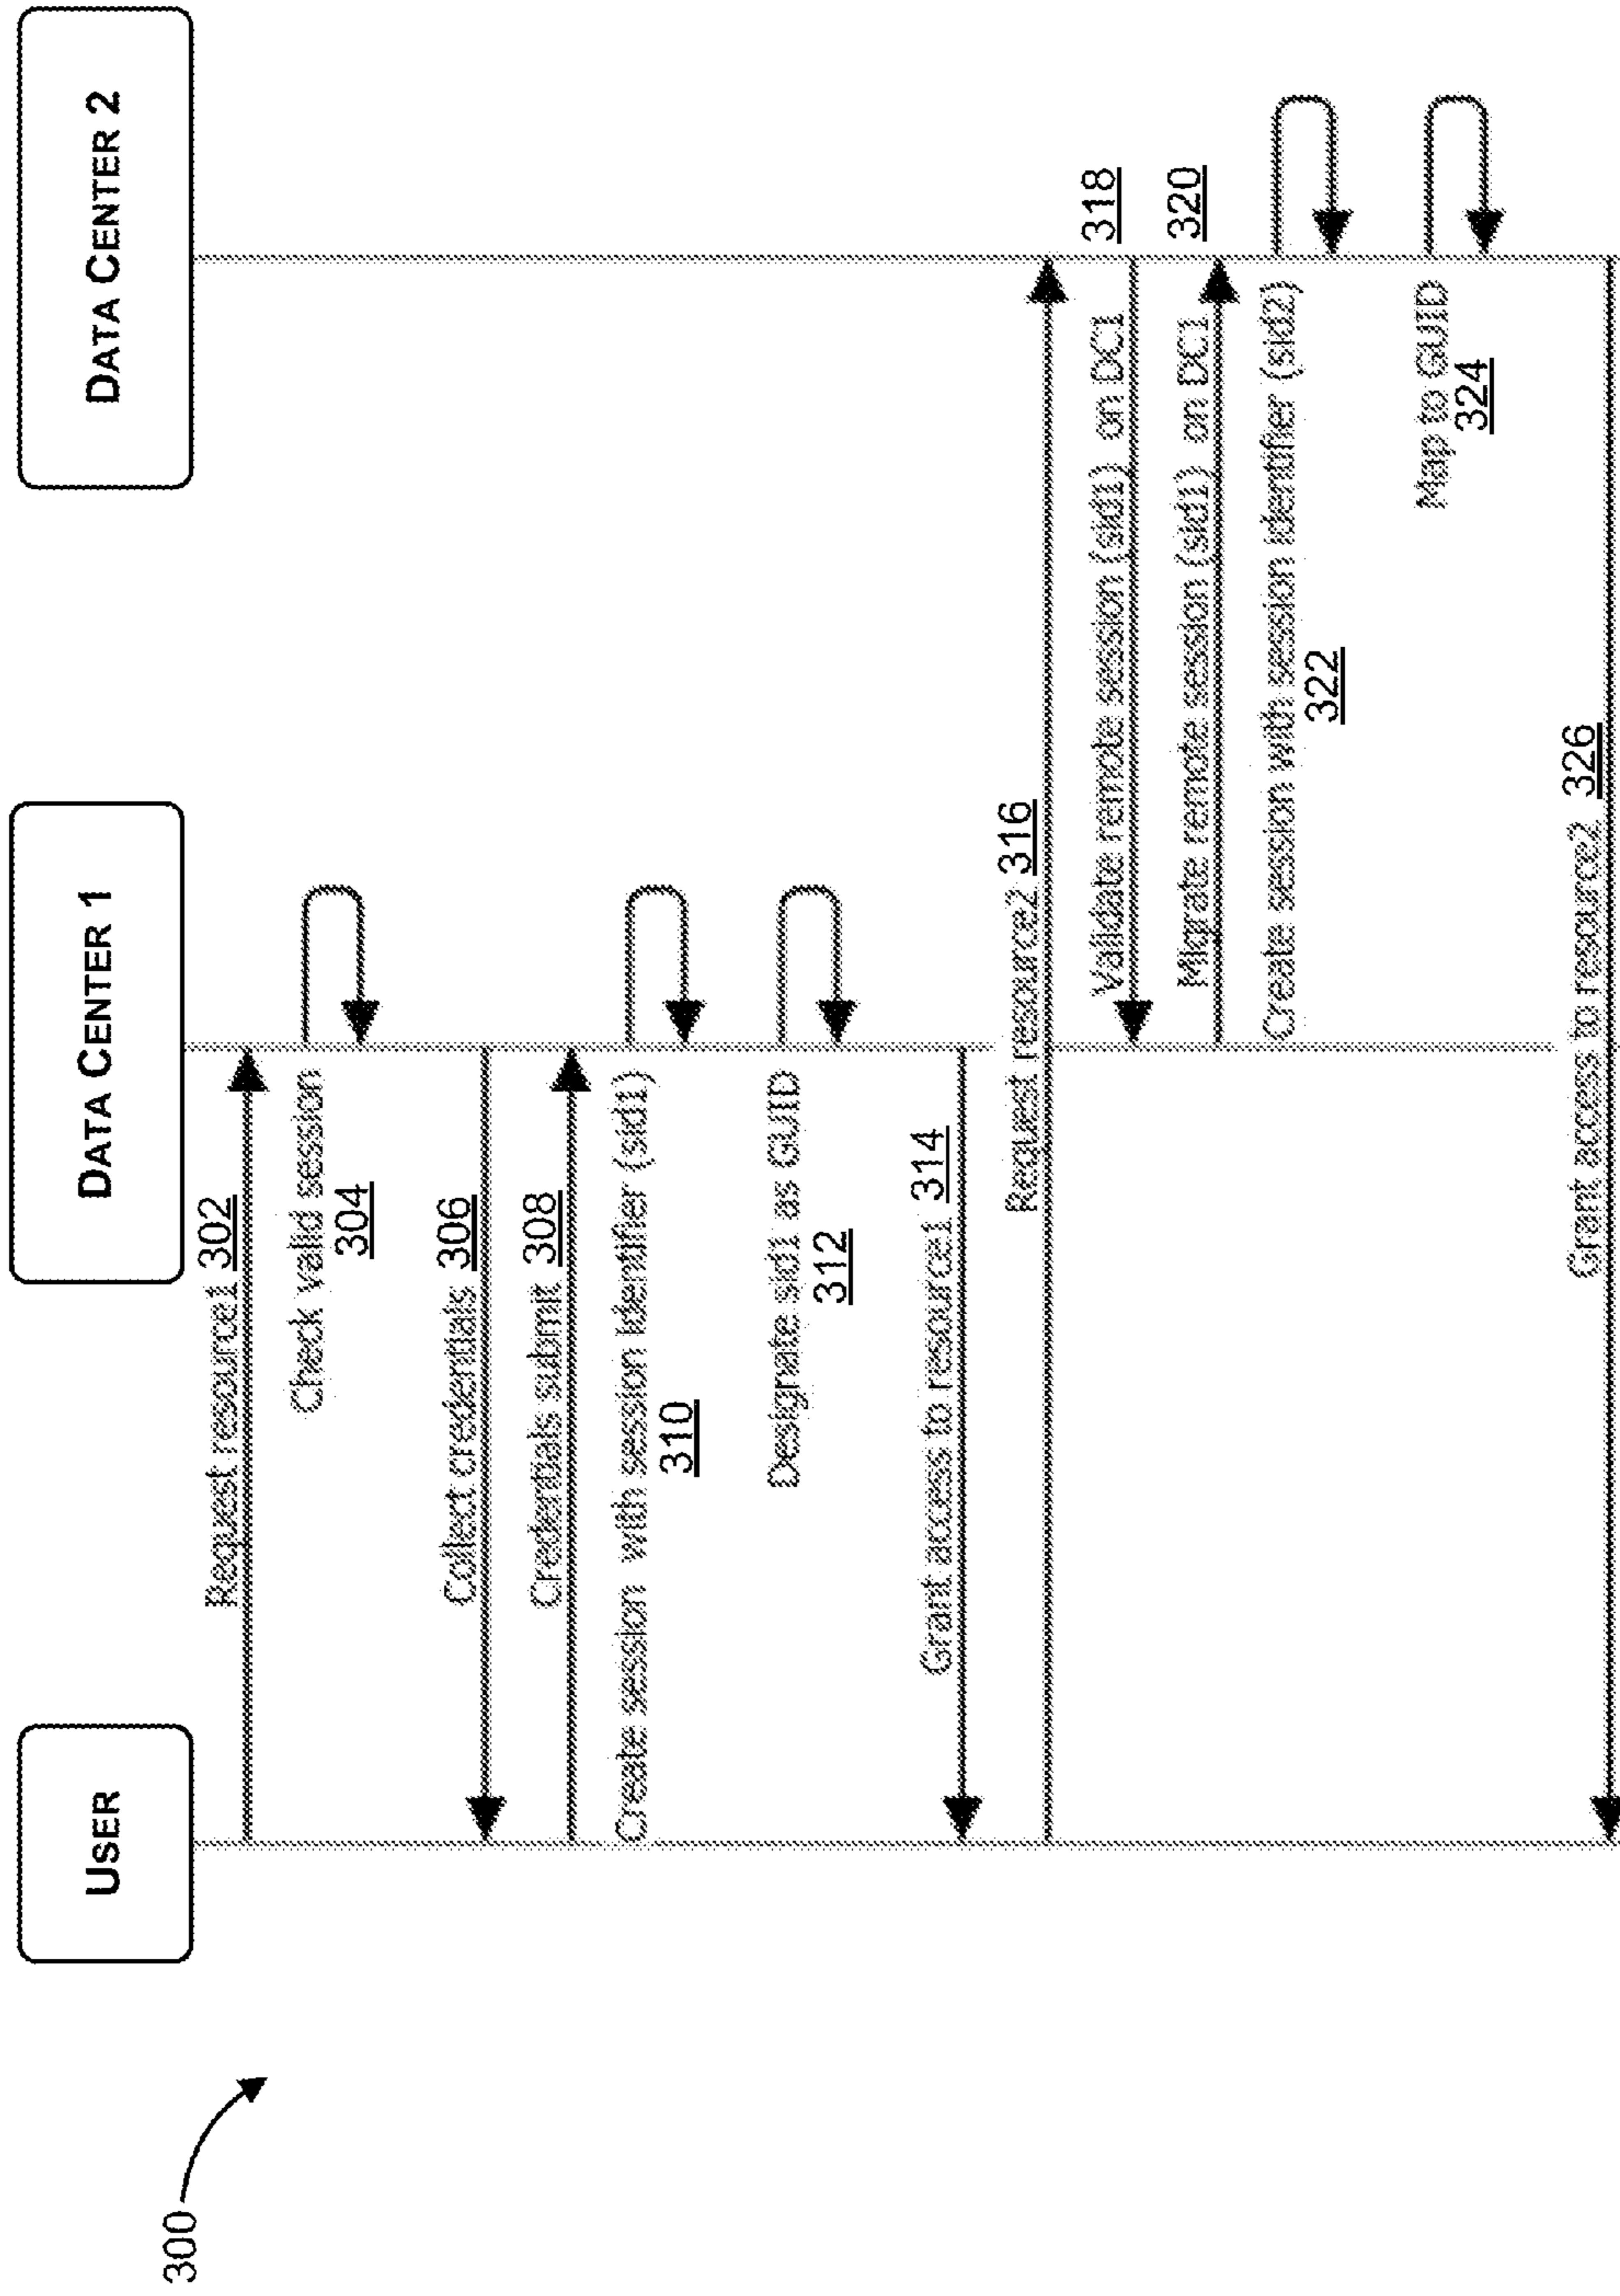 300
USER
DATA CENTER 1
DATA CENTER 2
Request resource1 302
Check valid session
304
Collect credentials 306
Credentials submit 308
Create session with session identifier (sid1)
310
Designate sid1 as GUID
312
Grant access to resource1 314
Request resource2 316
Validate remote session (sid1) on DC1 318
Migrate remote session (sid1) on DC1 320
Create session with session identifier (sid2)
322
Map to GUID
324
Grant access to resource2 326